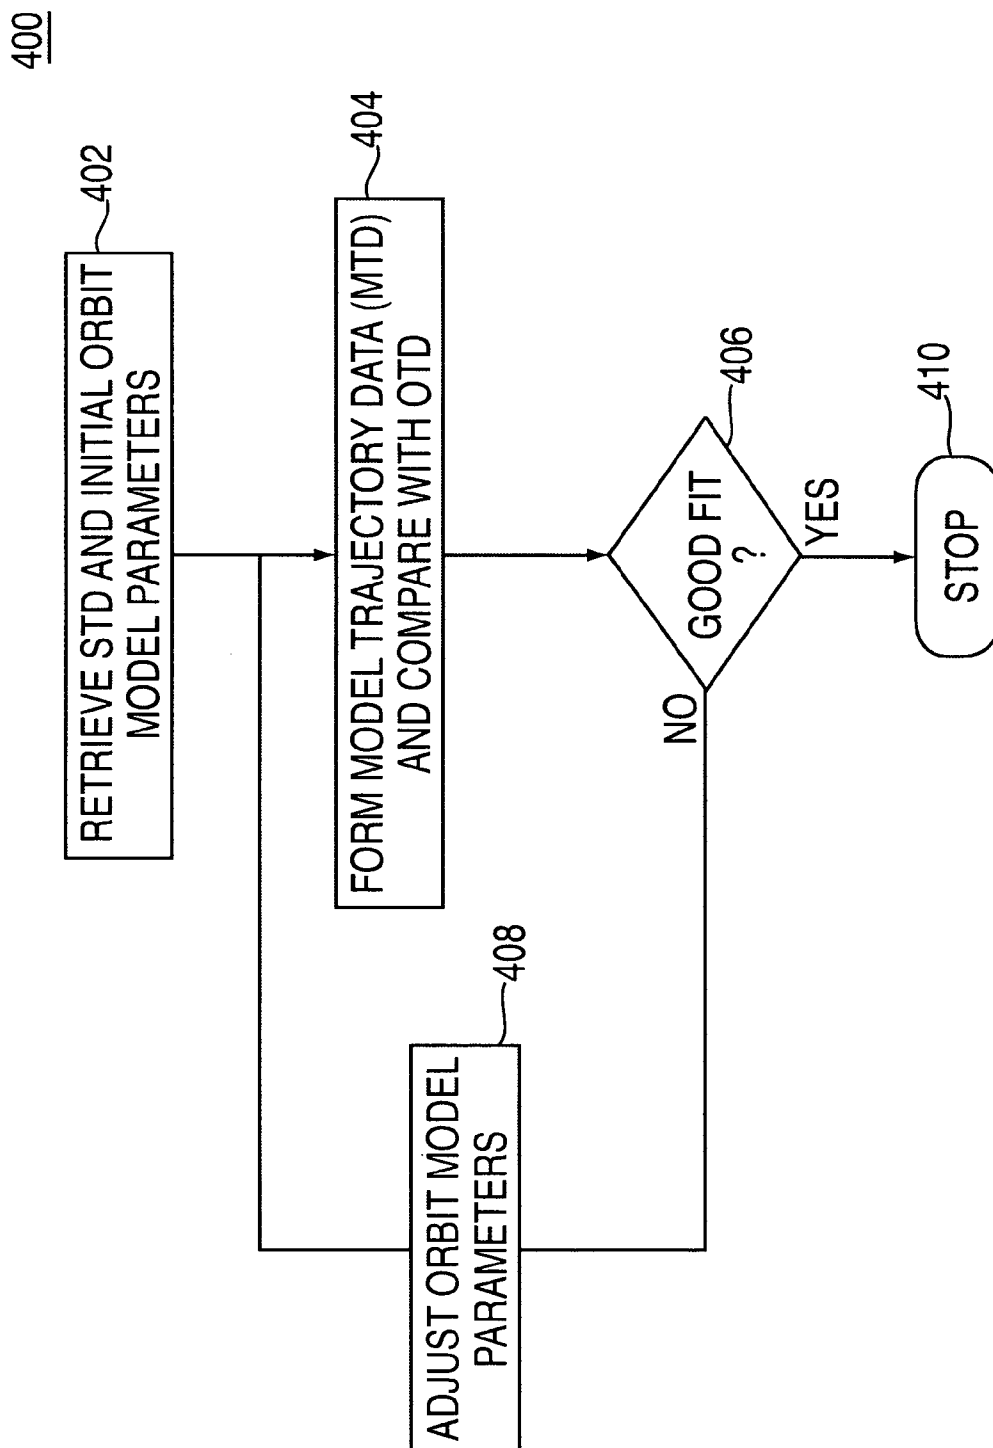 400
RETRIEVE STD AND INITIAL ORBIT
MODEL PARAMETERS
402
FORM MODEL TRAJECTORY DATA (MTD)
AND COMPARE WITH OTD
404
GOOD FIT
?
406
NO
YES
ADJUST ORBIT MODEL
PARAMETERS
408
STOP
410